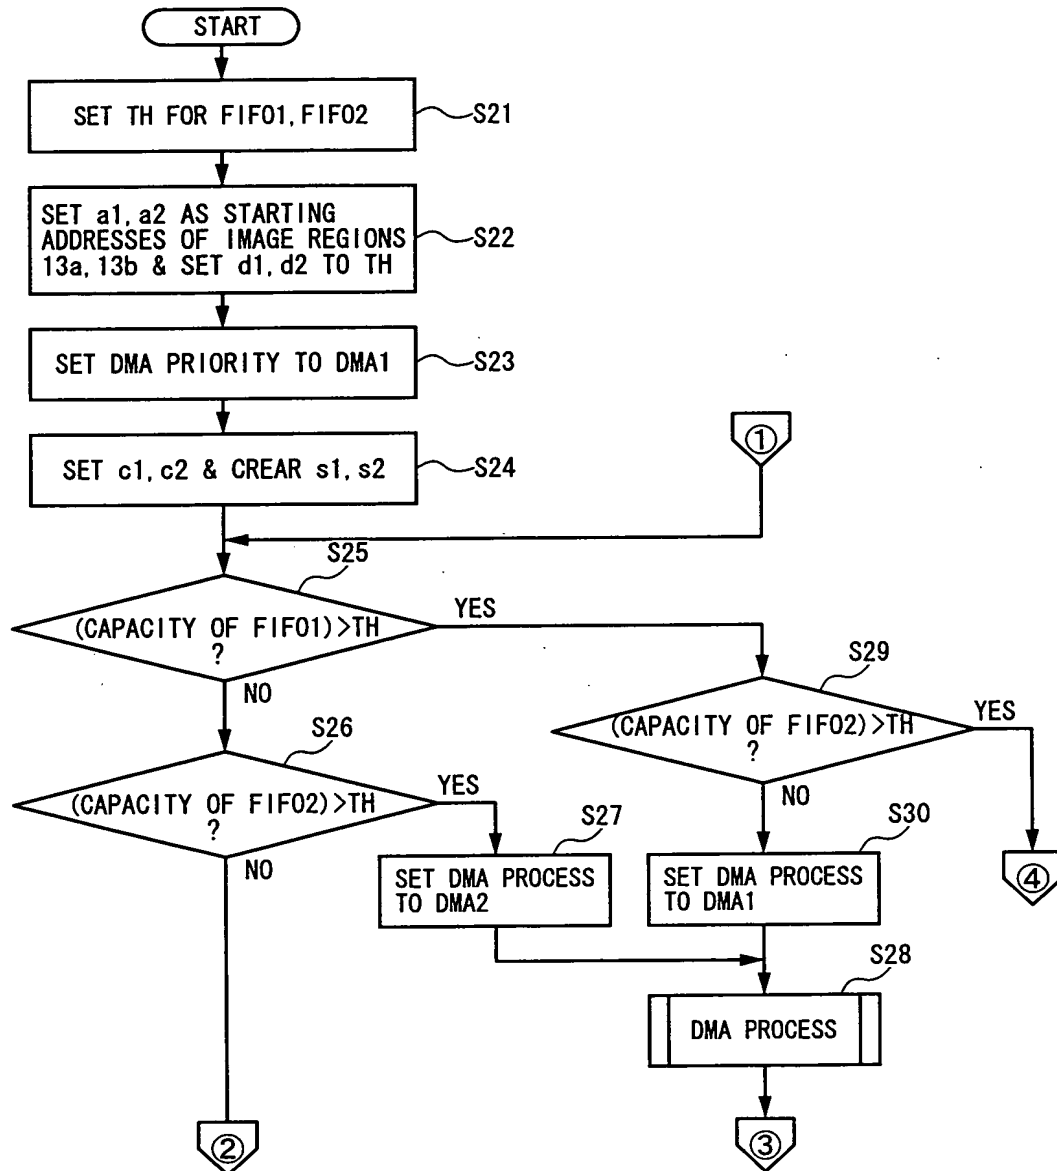 START
SET TH FOR FIFO1, FIFO2
S21
SET a1, a2 AS STARTING
ADDRESSES OF IMAGE REGIONS
13a, 13b & SET d1, d2 TO TH
S22
SET DMA PRIORITY TO DMA1
S23
SET c1, c2 & CREAR s1, s2
S24
①
S25
(CAPACITY OF FIFO1)>TH
?
YES
NO
S29
(CAPACITY OF FIFO2)>TH
?
YES
NO
S26
(CAPACITY OF FIFO2)>TH
?
YES
NO
S27
SET DMA PROCESS
TO DMA2
S30
SET DMA PROCESS
TO DMA1
④
S28
DMA PROCESS
②
③